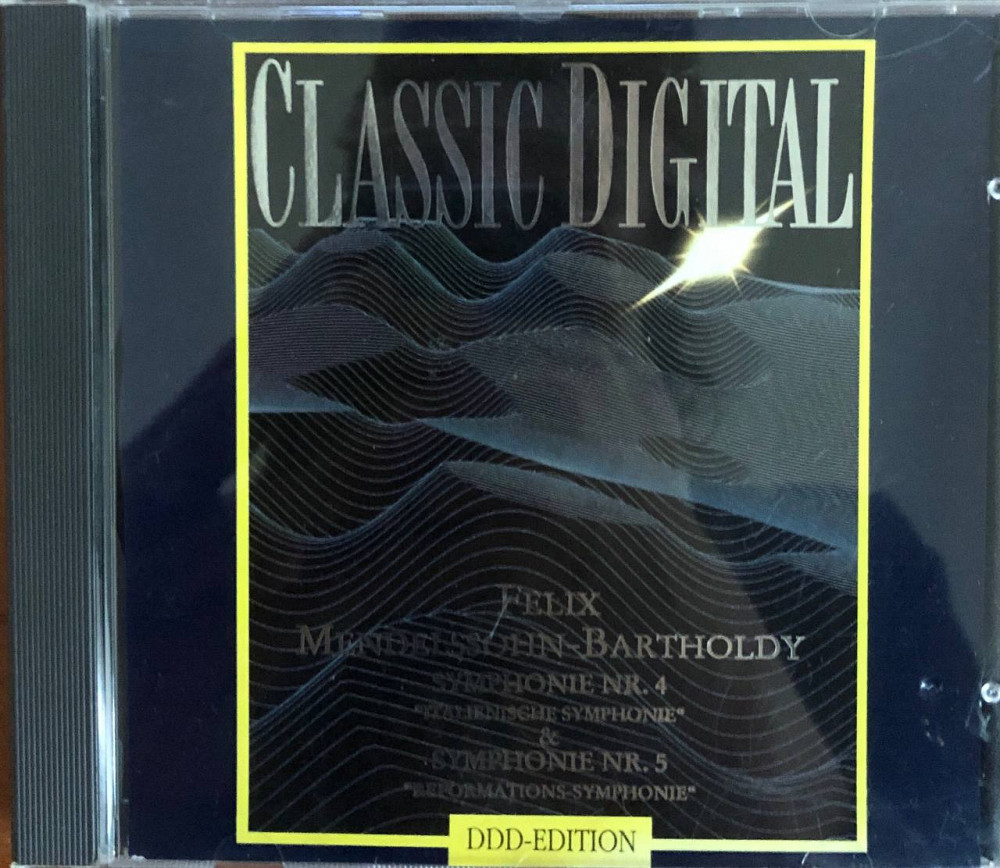 CLASSIC DIGITAL
FELIX
MENDELSSOHN-BARTHOLDY
SYMPHONIE NR. 4
"ITALIENISCHE SYMPHONIE"
&
SYMPHONIE NR. 5
"REFORMATIONS-SYMPHONIE"
DDD-EDITION